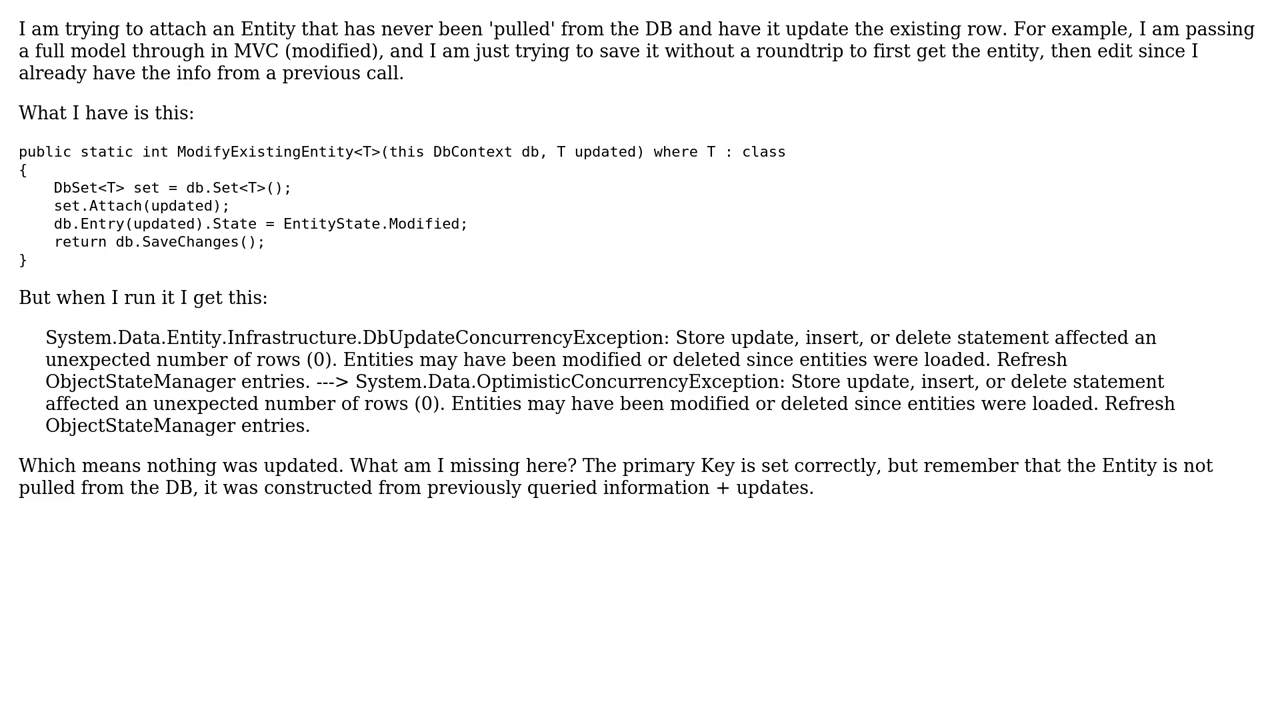 I am trying to attach an Entity that has never been 'pulled' from the DB and have it update the existing row. For example, I am passing
a full model through in MVC (modified), and I am just trying to save it without a roundtrip to first get the entity, then edit since I
already have the info from a previous call.
What I have is this:
public static int ModifyExistingEntity<T>(this DbContext db, T updated) where T : class
{
    DbSet<T> set = db.Set<T>();
    set.Attach(updated);
    db.Entry(updated).State = EntityState.Modified;
    return db.SaveChanges();
}
But when I run it I get this:
System.Data.Entity.Infrastructure.DbUpdateConcurrencyException: Store update, insert, or delete statement affected an
unexpected number of rows (0). Entities may have been modified or deleted since entities were loaded. Refresh
ObjectStateManager entries. ---> System.Data.OptimisticConcurrencyException: Store update, insert, or delete statement
affected an unexpected number of rows (0). Entities may have been modified or deleted since entities were loaded. Refresh
ObjectStateManager entries.
Which means nothing was updated. What am I missing here? The primary Key is set correctly, but remember that the Entity is not
pulled from the DB, it was constructed from previously queried information + updates.